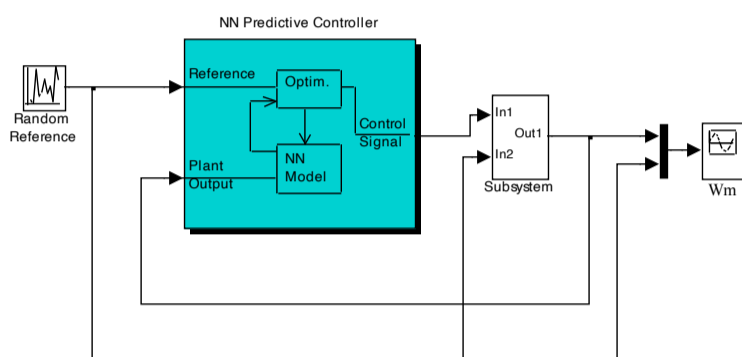 NN Predictive Controller
Reference
Optim.
Random
Reference
Control
Signal
In1
Out1
In2
Subsystem
Plant
Output
NN
Model
Wm